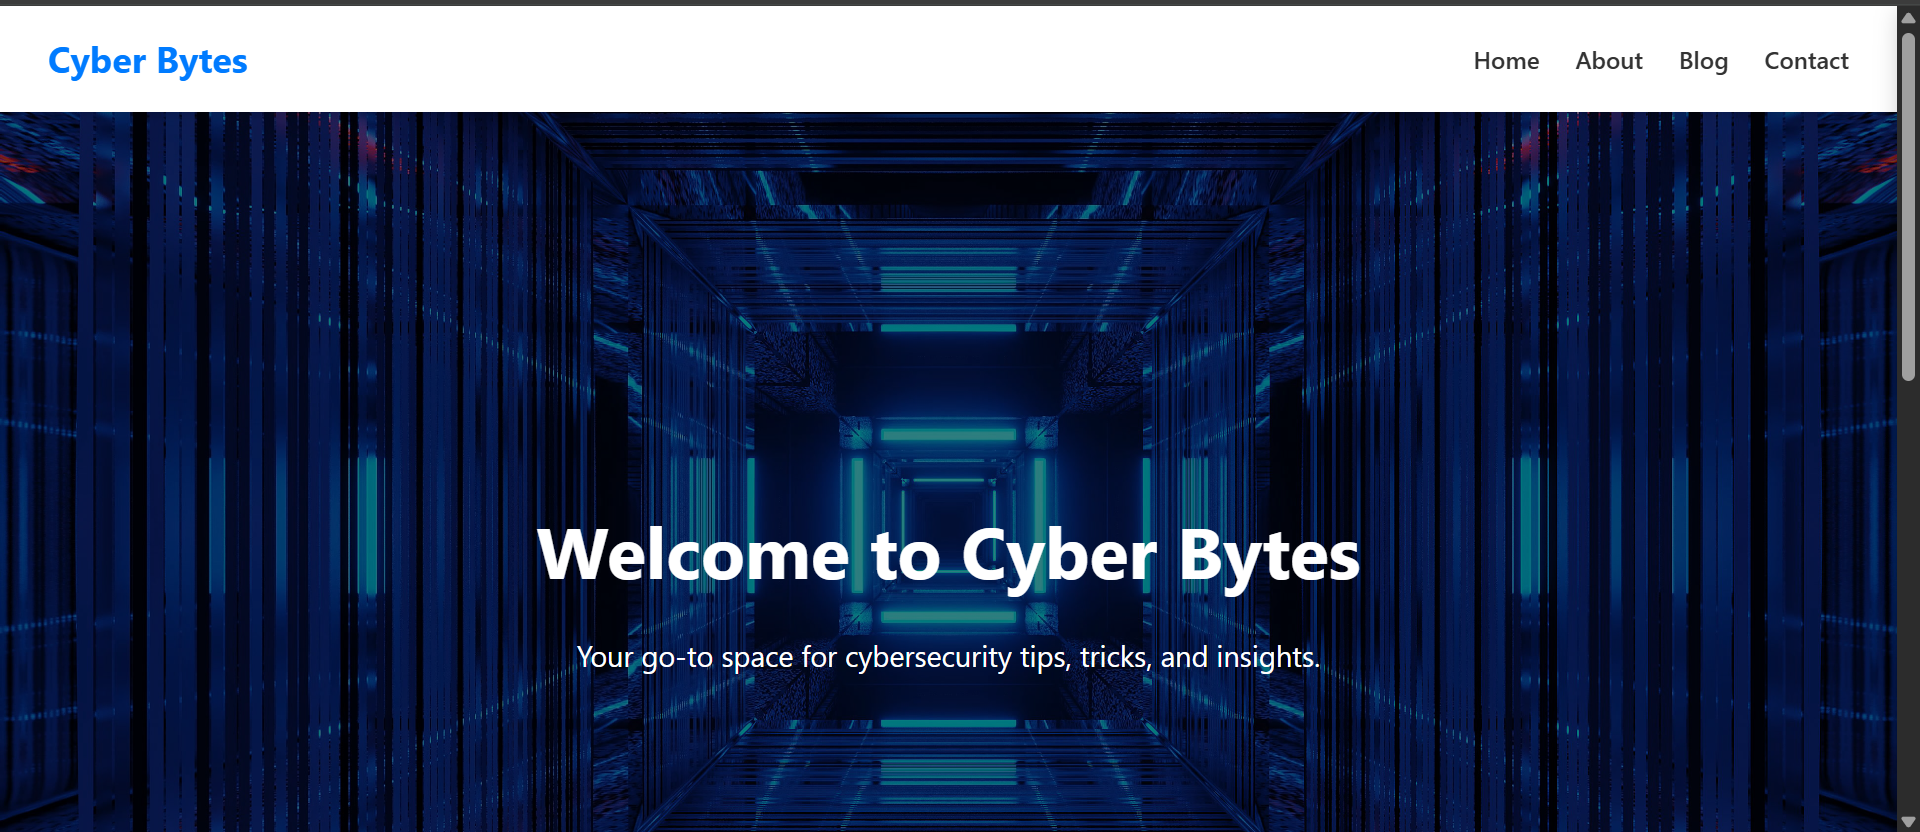 Cyber Bytes
Home About Blog Contact
Welcome to Cyber Bytes
Your go-to space for cybersecurity tips, tricks, and insights.